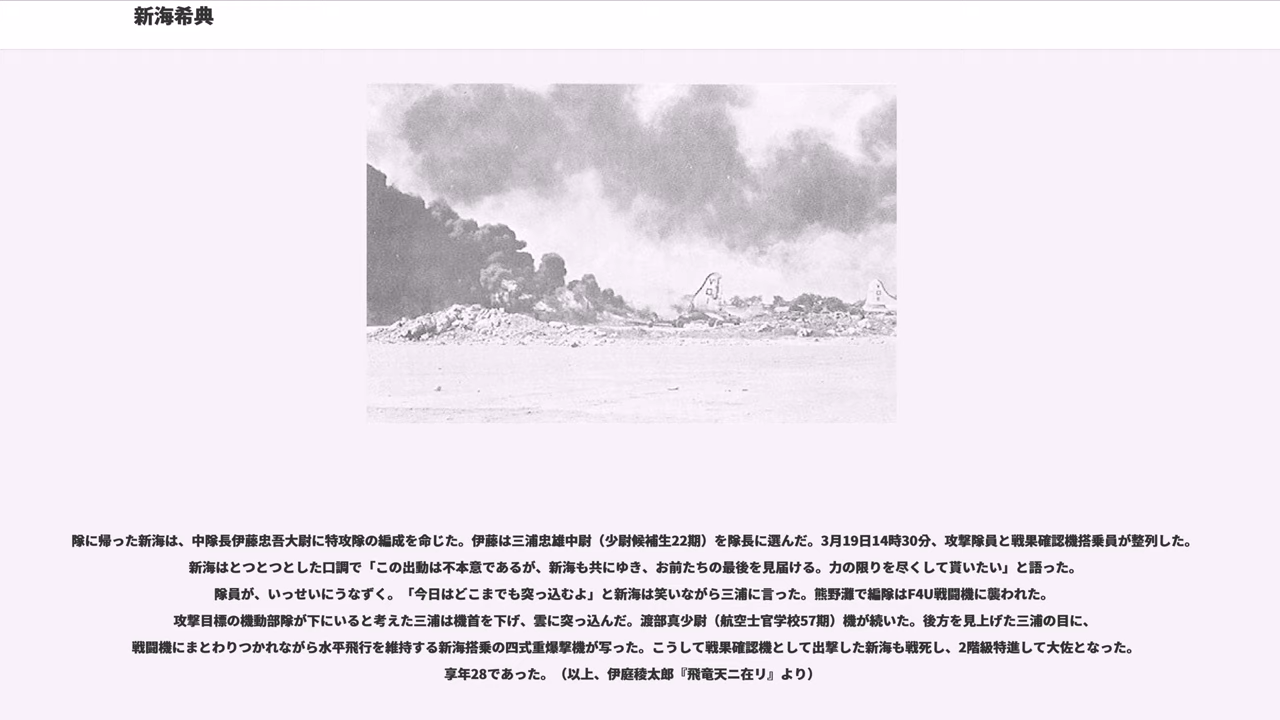 新海希典
隊に帰った新海は、中隊長伊藤忠吾大尉に特攻隊の編成を命じた。伊藤は三浦忠雄中尉（少尉候補生22期）を隊長に選んだ。3月19日14時30分、攻撃隊員と戦果確認機搭乗員が整列した。
新海はとつとつとした口調で「この出動は不本意であるが、新海も共にゆき、お前たちの最後を見届ける。力の限りを尽くして貰いたい」と語った。
隊員が、いっせいにうなずく。「今日はどこまでも突っ込むよ」と新海は笑いながら三浦に言った。熊野灘で編隊はF4U戦闘機に襲われた。
攻撃目標の機動部隊が下にいると考えた三浦は機首を下げ、雲に突っ込んだ。渡部真少尉（航空士官学校57期）機が続いた。後方を見上げた三浦の目に、
戦闘機にまとわりつかれながら水平飛行を維持する新海搭乗の四式重爆撃機が写った。こうして戦果確認機として出撃した新海も戦死し、2階級特進して大佐となった。
享年28であった。（以上、伊庭稜太郎『飛竜天ニ在リ』より）